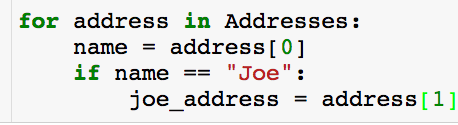 for address in Addresses:
    name = address[0]
    if name == "Joe":
        joe_address = address[1]